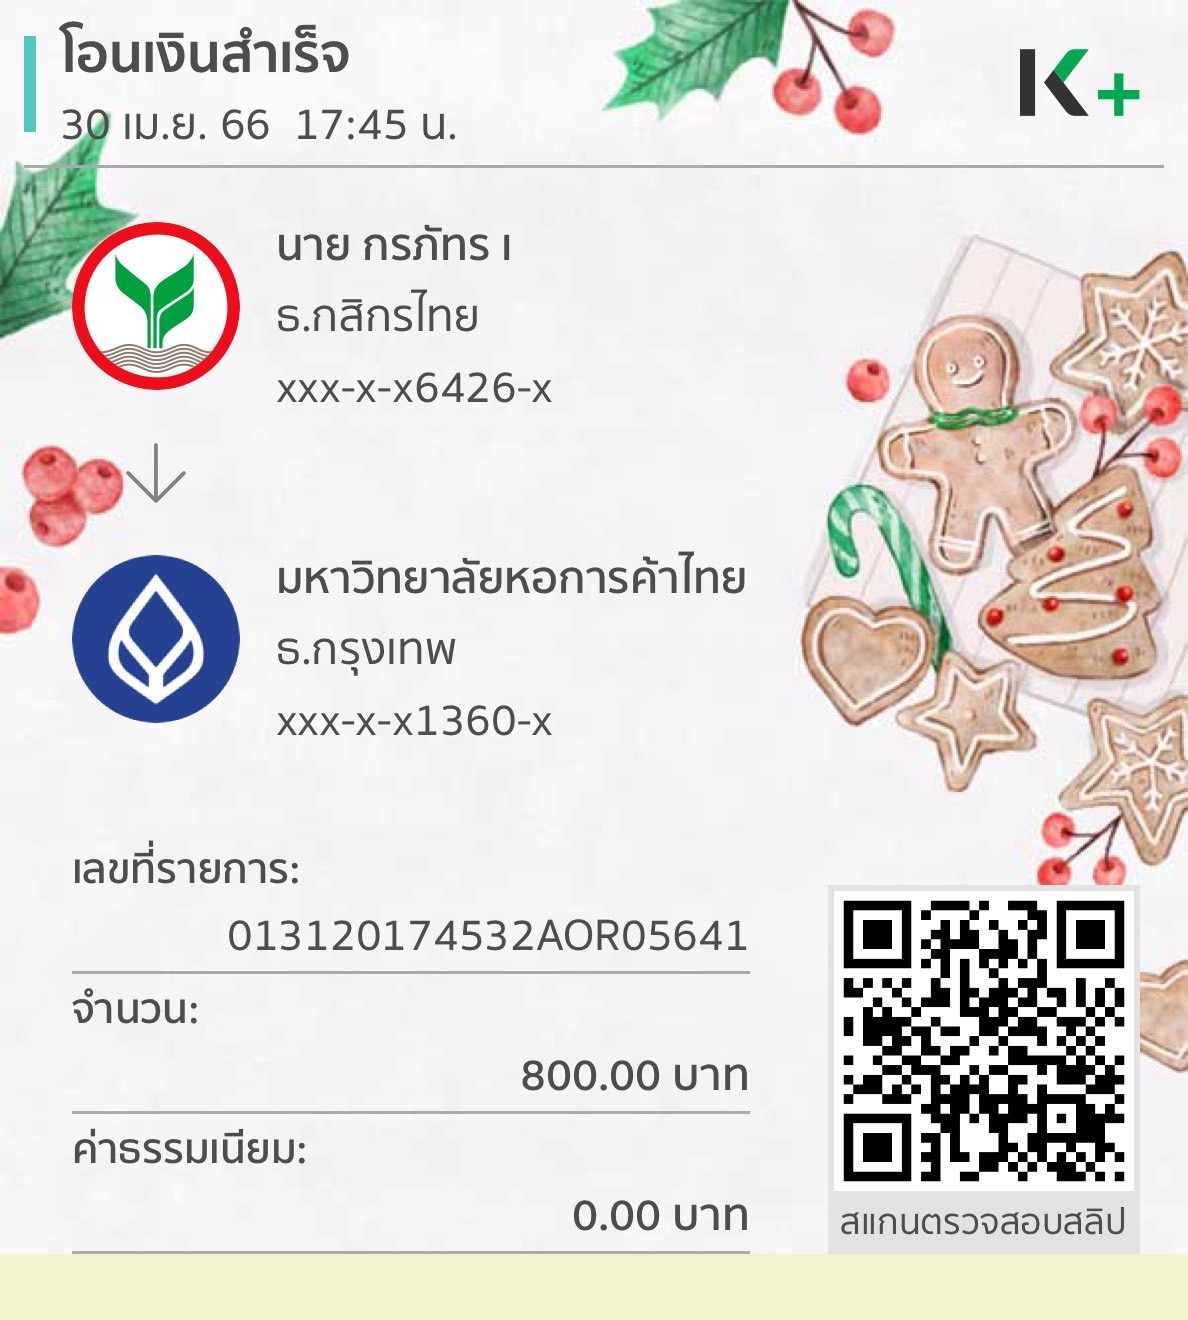 โอนเงินสำเร็จ
30 เม.ย. 66  17:45 น.
K+
นาย กรภัทร เ
ธ.กสิกรไทย
xxx-x-x6426-x
มหาวิทยาลัยหอการค้าไทย
ธ.กรุงเทพ
xxx-x-x1360-x
เลขที่รายการ:
013120174532AOR05641
จำนวน:
800.00 บาท
ค่าธรรมเนียม:
0.00 บาท
สแกนตรวจสอบสลิป